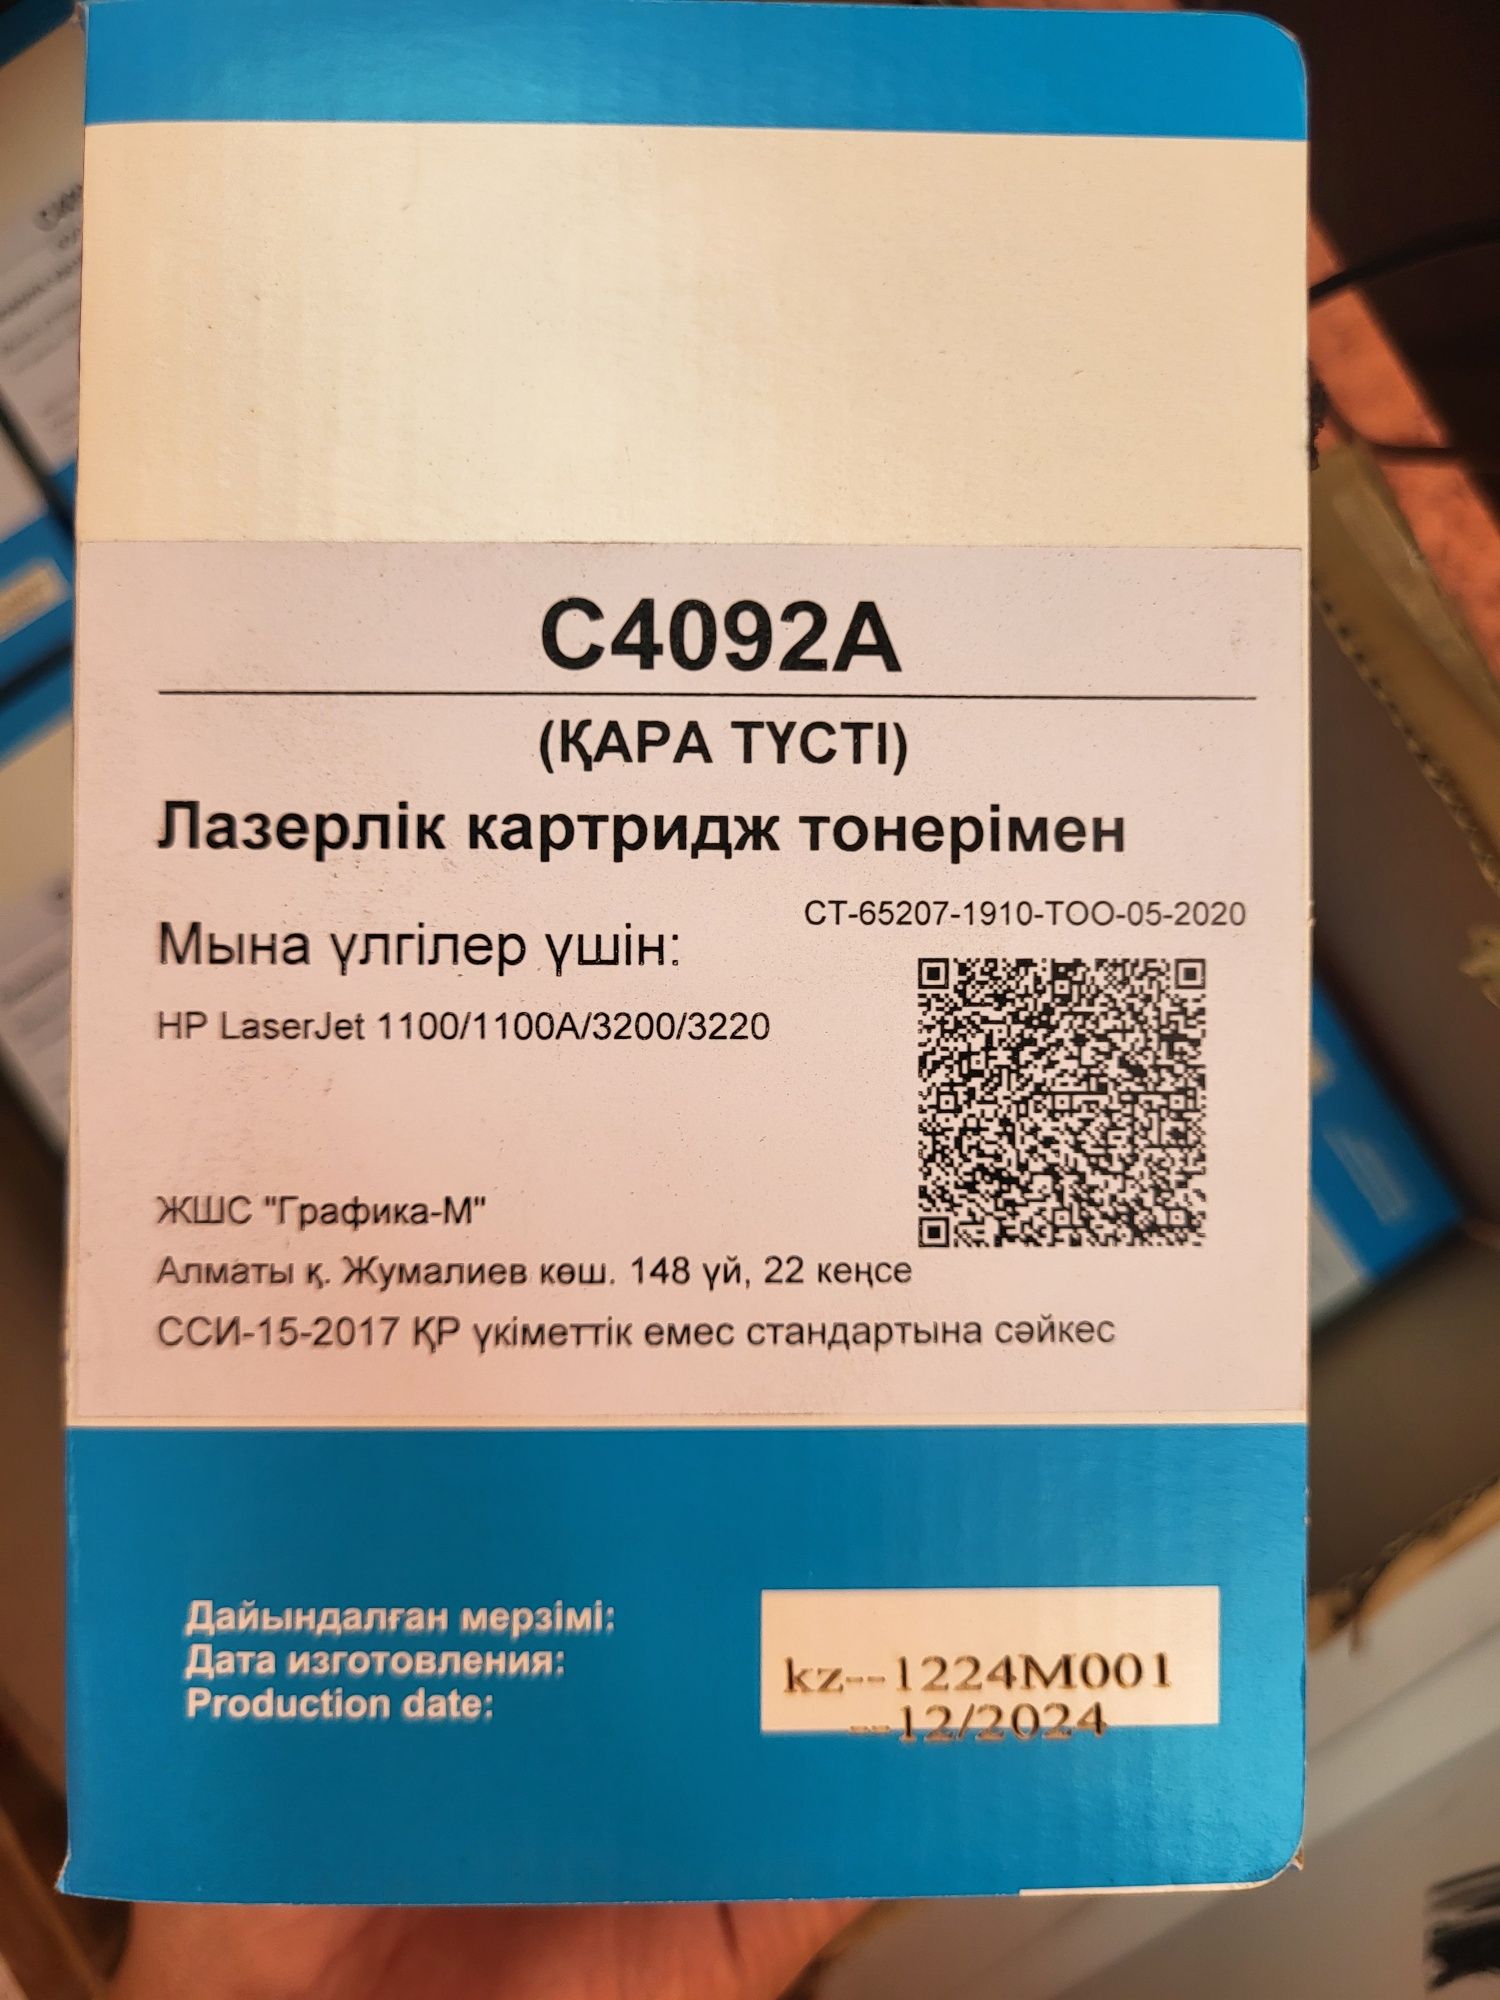 C4092A
(ҚАРА ТҮСТІ)
Лазерлік картридж тонерімен
СТ-65207-1910-ТОО-05-2020
Мына үлгілер үшін:
HP LaserJet 1100/1100A/3200/3220
ЖШС "Графика-М"
Алматы қ. Жумалиев көш. 148 үй, 22 кеңсе
ССИ-15-2017 ҚР үкіметтік емес стандартына сәйкес
Дайындалған мерзімі:
Дата изготовления:
Production date:
kz--1224M001
--12/2024